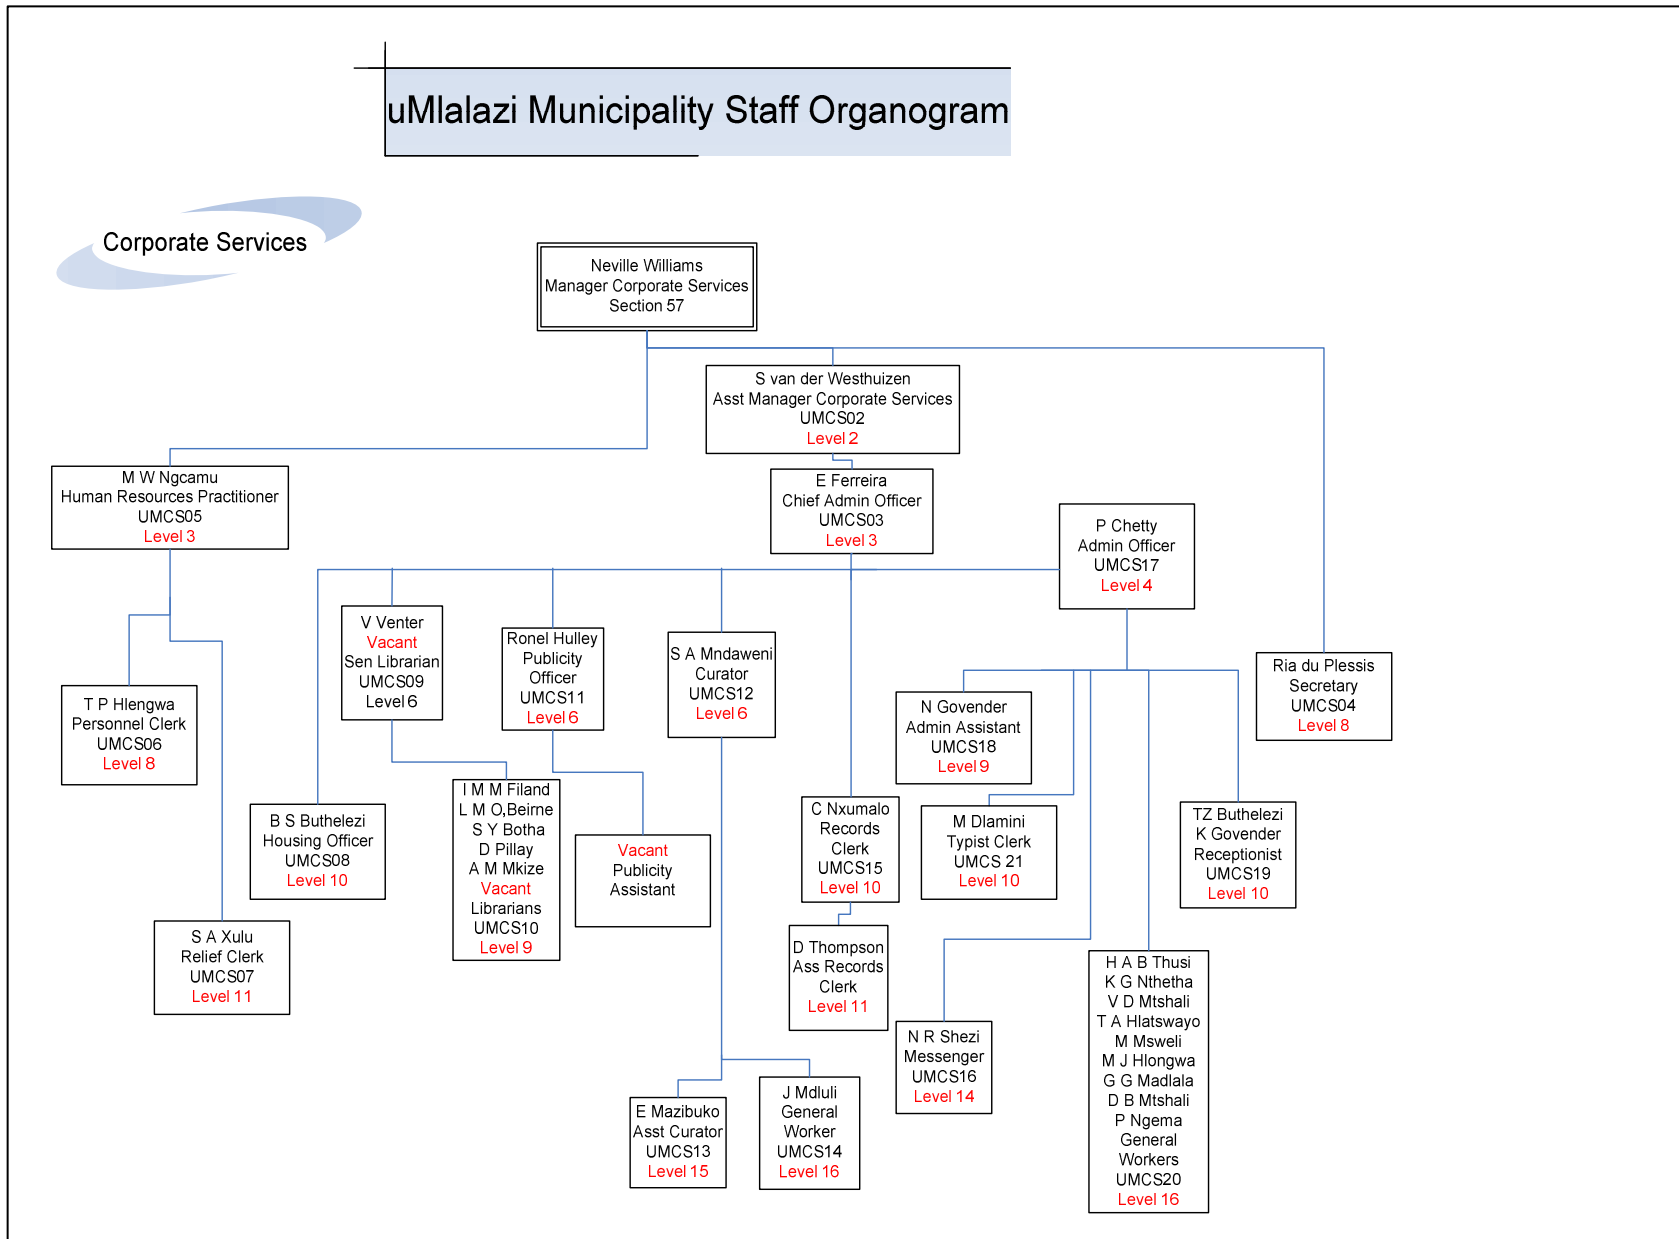 uMlalazi Municipality Staff Organogram
Corporate Services
Neville Williams
Manager Corporate Services
Section 57
S van der Westhuizen
Asst Manager Corporate Services
UMCS02
Level 2
M W Ngcamu
Human Resources Practitioner
UMCS05
Level 3
E Ferreira
Chief Admin Officer
UMCS03
Level 3
P Chetty
Admin Officer
UMCS17
Level 4
V Venter
Vacant
Sen Librarian
UMCS09
Level 6
Ronel Hulley
Publicity
Officer
UMCS11
Level 6
S A Mndaweni
Curator
UMCS12
Level 6
Ria du Plessis
Secretary
UMCS04
Level 8
T P Hlengwa
Personnel Clerk
UMCS06
Level 8
N Govender
Admin Assistant
UMCS18
Level 9
B S Buthelezi
Housing Officer
UMCS08
Level 10
I M M Filand
L M O,Beirne
S Y Botha
D Pillay
A M Mkize
Vacant
Librarians
UMCS10
Level 9
Vacant
Publicity
Assistant
C Nxumalo
Records
Clerk
UMCS15
Level 10
M Dlamini
Typist Clerk
UMCS 21
Level 10
TZ Buthelezi
K Govender
Receptionist
UMCS19
Level 10
S A Xulu
Relief Clerk
UMCS07
Level 11
D Thompson
Ass Records
Clerk
Level 11
N R Shezi
Messenger
UMCS16
Level 14
H A B Thusi
K G Nthetha
V D Mtshali
T A Hlatswayo
M Msweli
M J Hlongwa
G G Madlala
D B Mtshali
P Ngema
General
Workers
UMCS20
Level 16
E Mazibuko
Asst Curator
UMCS13
Level 15
J Mdluli
General
Worker
UMCS14
Level 16